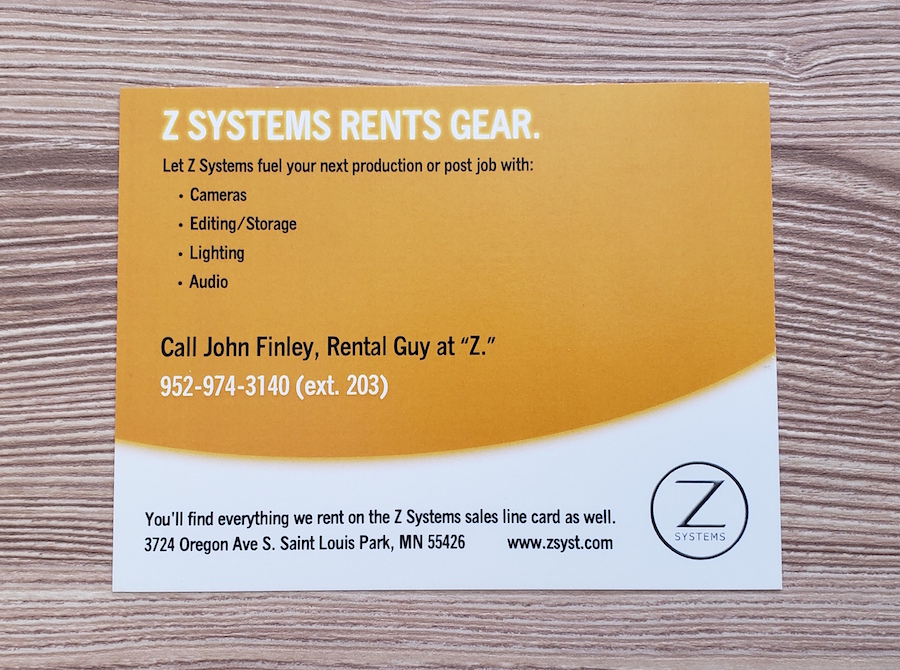 Z SYSTEMS RENTS GEAR.
Let Z Systems fuel your next production or post job with:
• Cameras
• Editing/Storage
• Lighting
• Audio
Call John Finley, Rental Guy at “Z.”
952-974-3140 (ext. 203)
You'll find everything we rent on the Z Systems sales line card as well.
3724 Oregon Ave S. Saint Louis Park, MN 55426 www.zsyst.com
Z
SYSTEMS